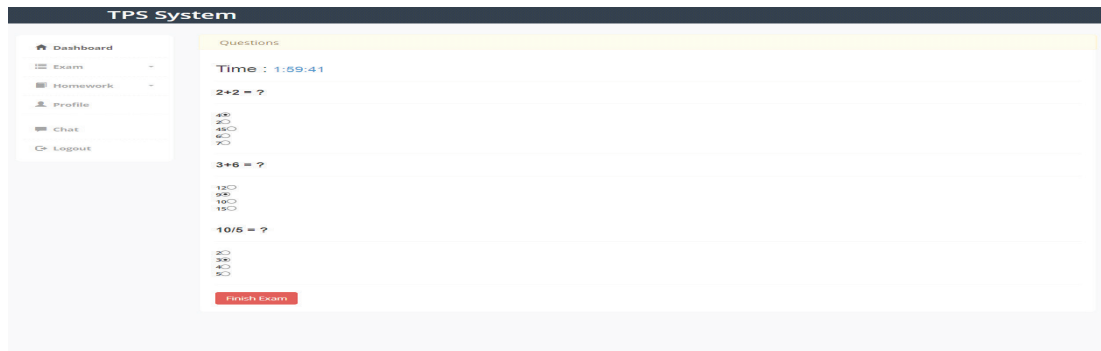 TPS System
Dashboard
Exam
Homework
Profile
Chat
Logout
Questions
Time : 1:59:41
2+2 = ?
4
2
45
6
7
3+6 = ?
12
9
10
15
10/5 = ?
2
3
4
5
Finish Exam